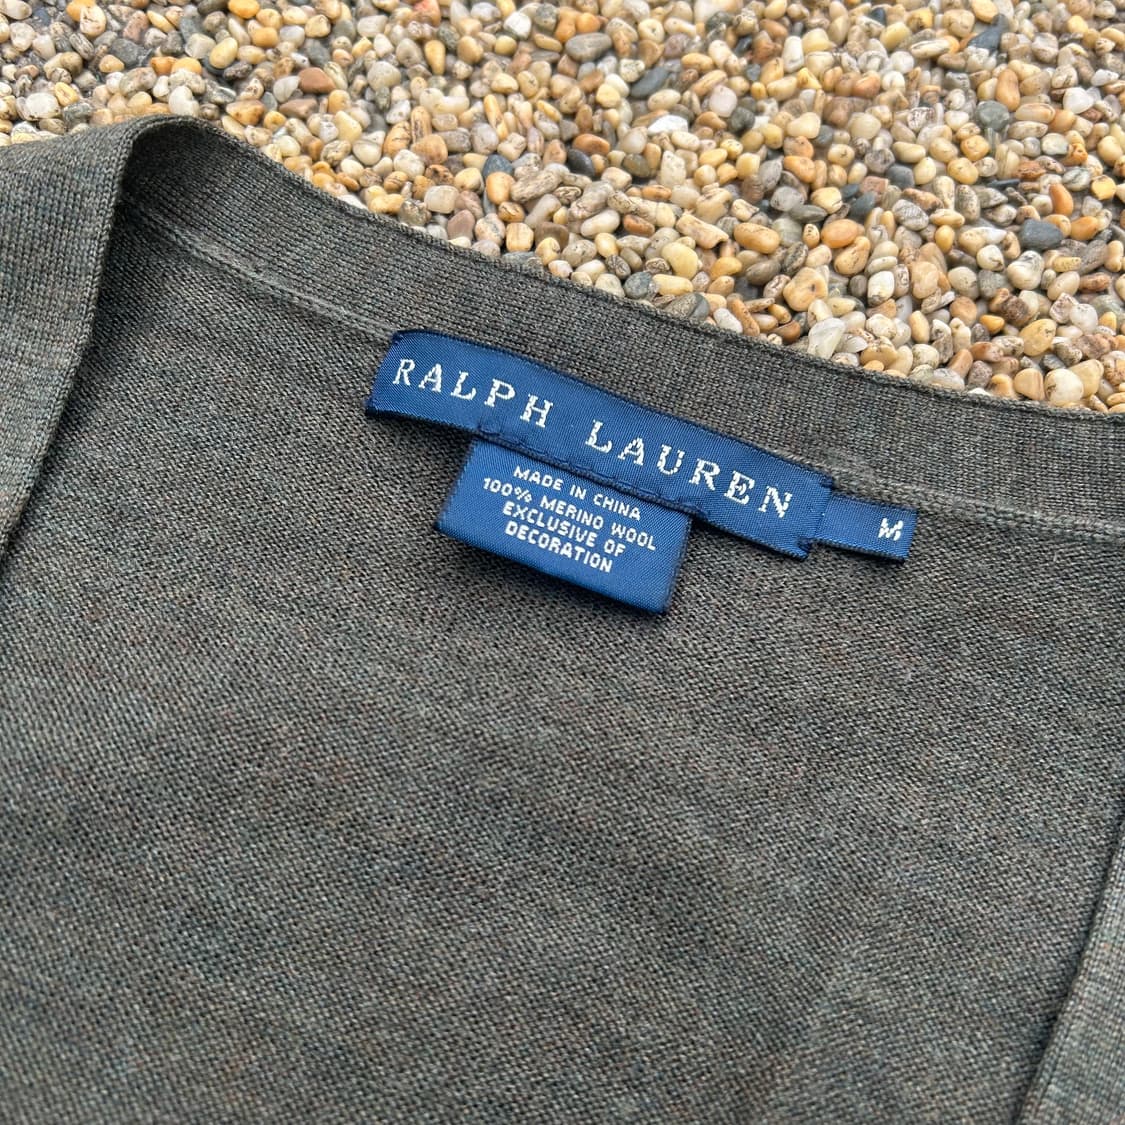 RALPH LAUREN
M
MADE IN CHINA
100% MERINO WOOL
EXCLUSIVE OF
DECORATION